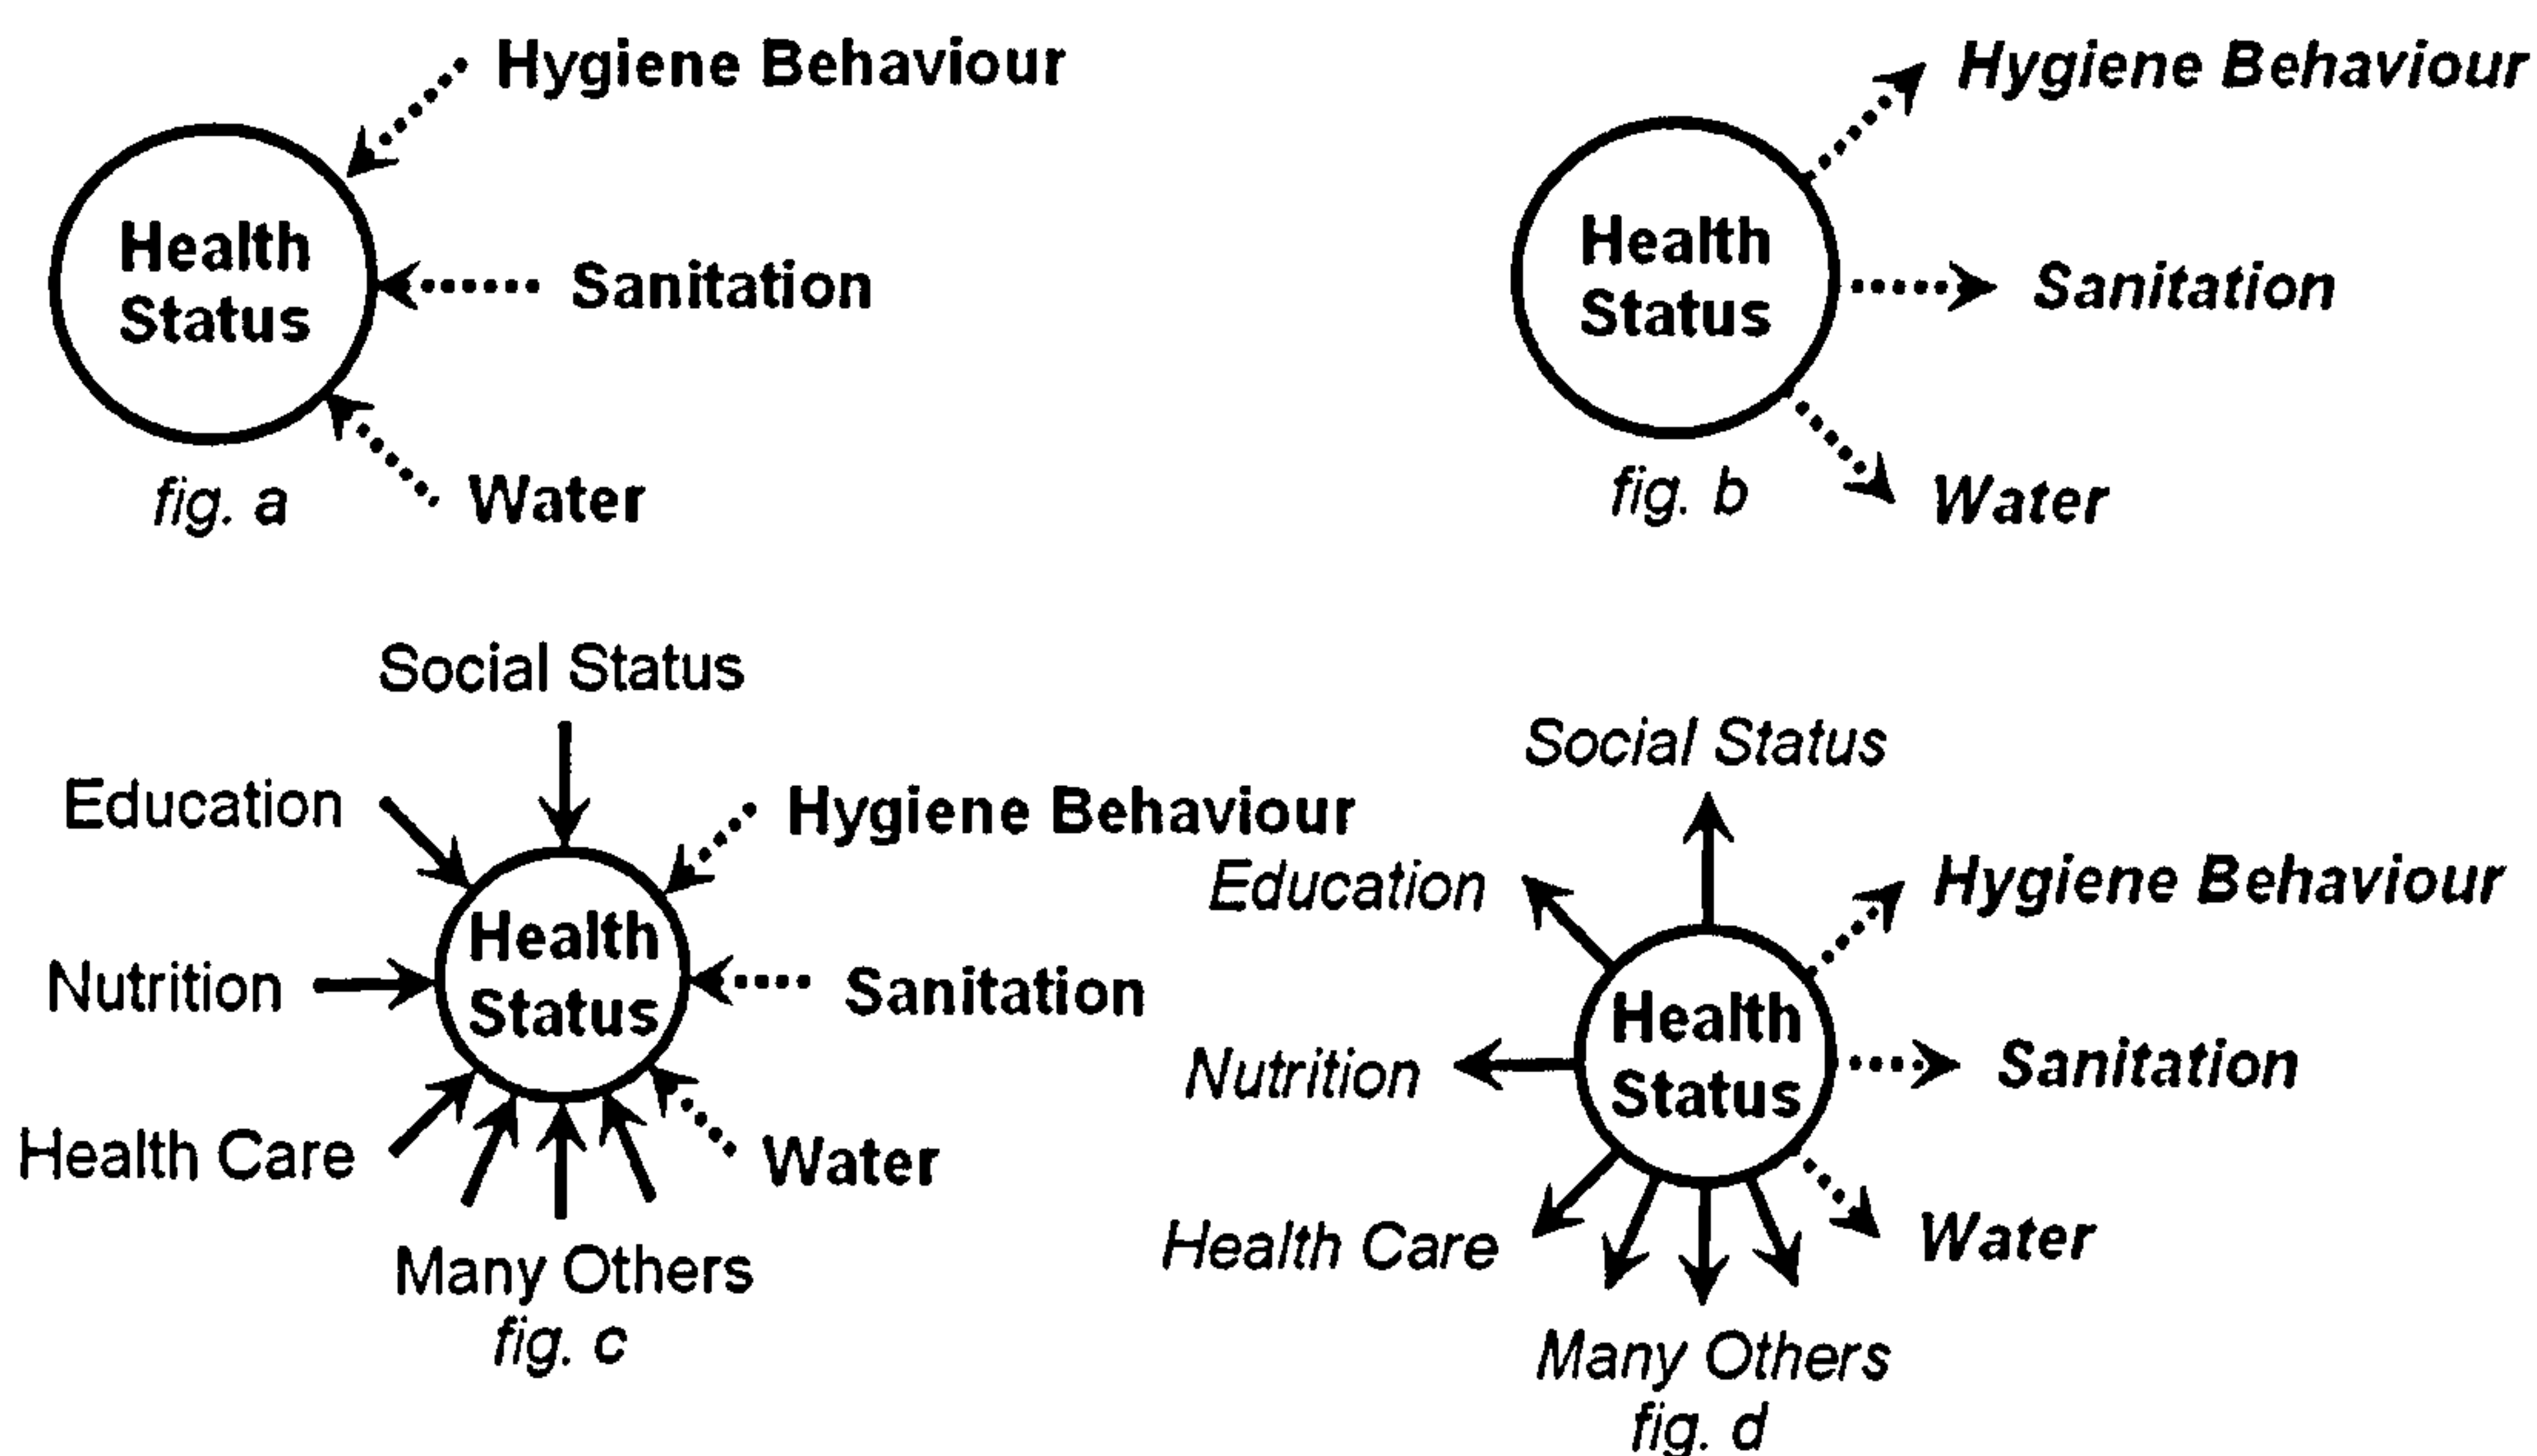 Hygiene Behaviour
Health
Status
Sanitation
Water
fig. a
Hygiene Behaviour
Health
Status
Sanitation
Water
fig. b
Social Status
Education
Hygiene Behaviour
Nutrition
Health
Status
Sanitation
Health Care
Water
Many Others
fig. c
Social Status
Education
Hygiene Behaviour
Nutrition
Health
Status
Sanitation
Health Care
Water
Many Others
fig. d